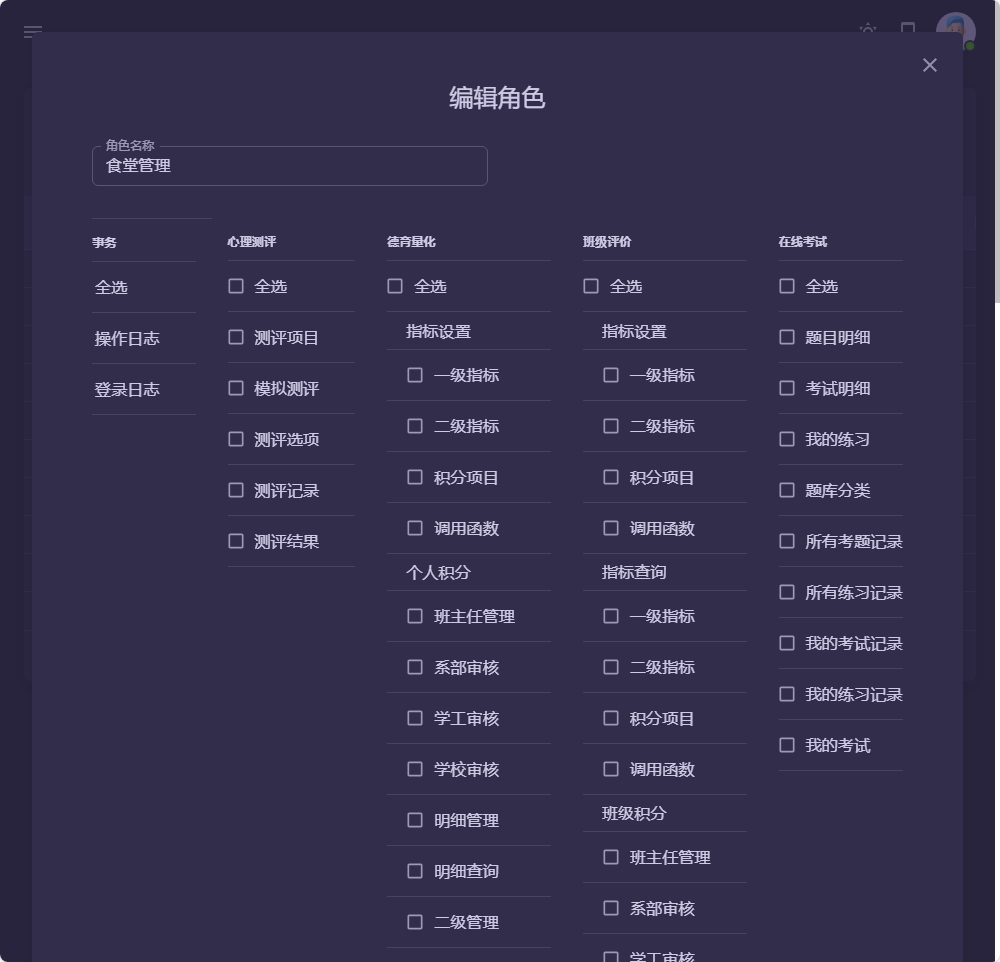 编辑角色
角色名称
食堂管理
事务
全选
操作日志
登录日志
心理测评
全选
测评项目
模拟测评
测评选项
测评记录
测评结果
德育量化
全选
指标设置
一级指标
二级指标
积分项目
调用函数
个人积分
班主任管理
系部审核
学工审核
学校审核
明细管理
明细查询
二级管理
班级评价
全选
指标设置
一级指标
二级指标
积分项目
调用函数
指标查询
一级指标
二级指标
积分项目
调用函数
班级积分
班主任管理
系部审核
学工审核
在线考试
全选
题目明细
考试明细
我的练习
题库分类
所有考题记录
所有练习记录
我的考试记录
我的练习记录
我的考试